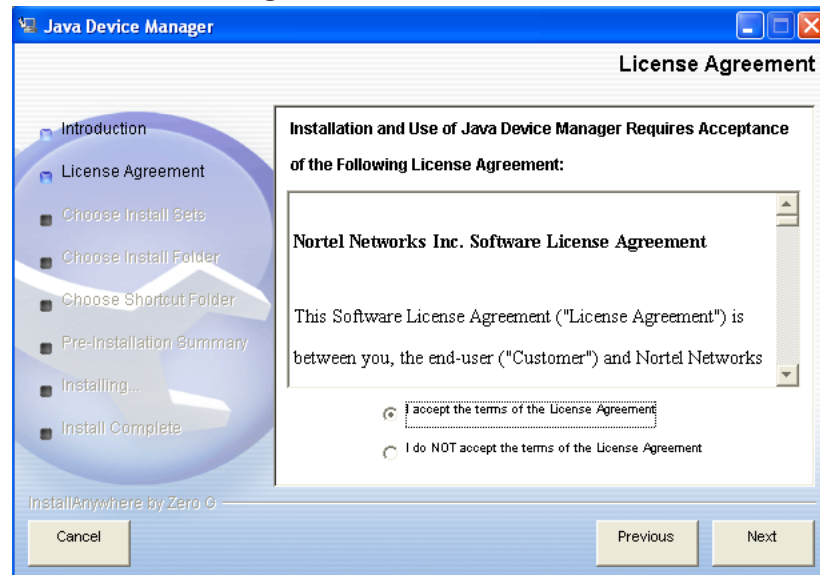 Java Device Manager
License Agreement
Introduction
License Agreement
Choose Install Sets
Choose Install Folder
Choose Shortcut Folder
Pre-Installation Summary
Installing...
Install Complete
Installation and Use of Java Device Manager Requires Acceptance
of the Following License Agreement:
Nortel Networks Inc. Software License Agreement
This Software License Agreement ("License Agreement") is
between you, the end-user ("Customer") and Nortel Networks
I accept the terms of the License Agreement
I do NOT accept the terms of the License Agreement
InstallAnywhere by Zero G
Cancel
Previous
Next